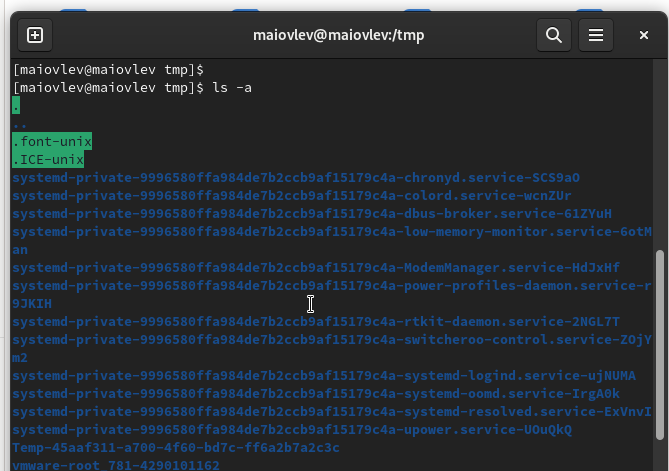 maiovlev@maiovlev:/tmp
[maiovlev@maiovlev tmp]$
[maiovlev@maiovlev tmp]$ ls -a
.
..
.font-unix
.ICE-unix
systemd-private-9996580ffa984de7b2ccb9af15179c4a-chronyd.service-SCS9aO
systemd-private-9996580ffa984de7b2ccb9af15179c4a-colord.service-wcnZUr
systemd-private-9996580ffa984de7b2ccb9af15179c4a-dbus-broker.service-61ZYuH
systemd-private-9996580ffa984de7b2ccb9af15179c4a-low-memory-monitor.service-6otM
an
systemd-private-9996580ffa984de7b2ccb9af15179c4a-ModemManager.service-HdJxHf
systemd-private-9996580ffa984de7b2ccb9af15179c4a-power-profiles-daemon.service-r
9JKIH
systemd-private-9996580ffa984de7b2ccb9af15179c4a-rtkit-daemon.service-2NGL7T
systemd-private-9996580ffa984de7b2ccb9af15179c4a-switcheroo-control.service-ZOjY
m2
systemd-private-9996580ffa984de7b2ccb9af15179c4a-systemd-logind.service-ujNUMA
systemd-private-9996580ffa984de7b2ccb9af15179c4a-systemd-oomd.service-IrgA0k
systemd-private-9996580ffa984de7b2ccb9af15179c4a-systemd-resolved.service-ExVnvI
systemd-private-9996580ffa984de7b2ccb9af15179c4a-upower.service-UOuQkQ
Temp-45aaf311-a700-4f60-bd7c-ff6a2b7a2c3c
vmware-root_781-4290101162